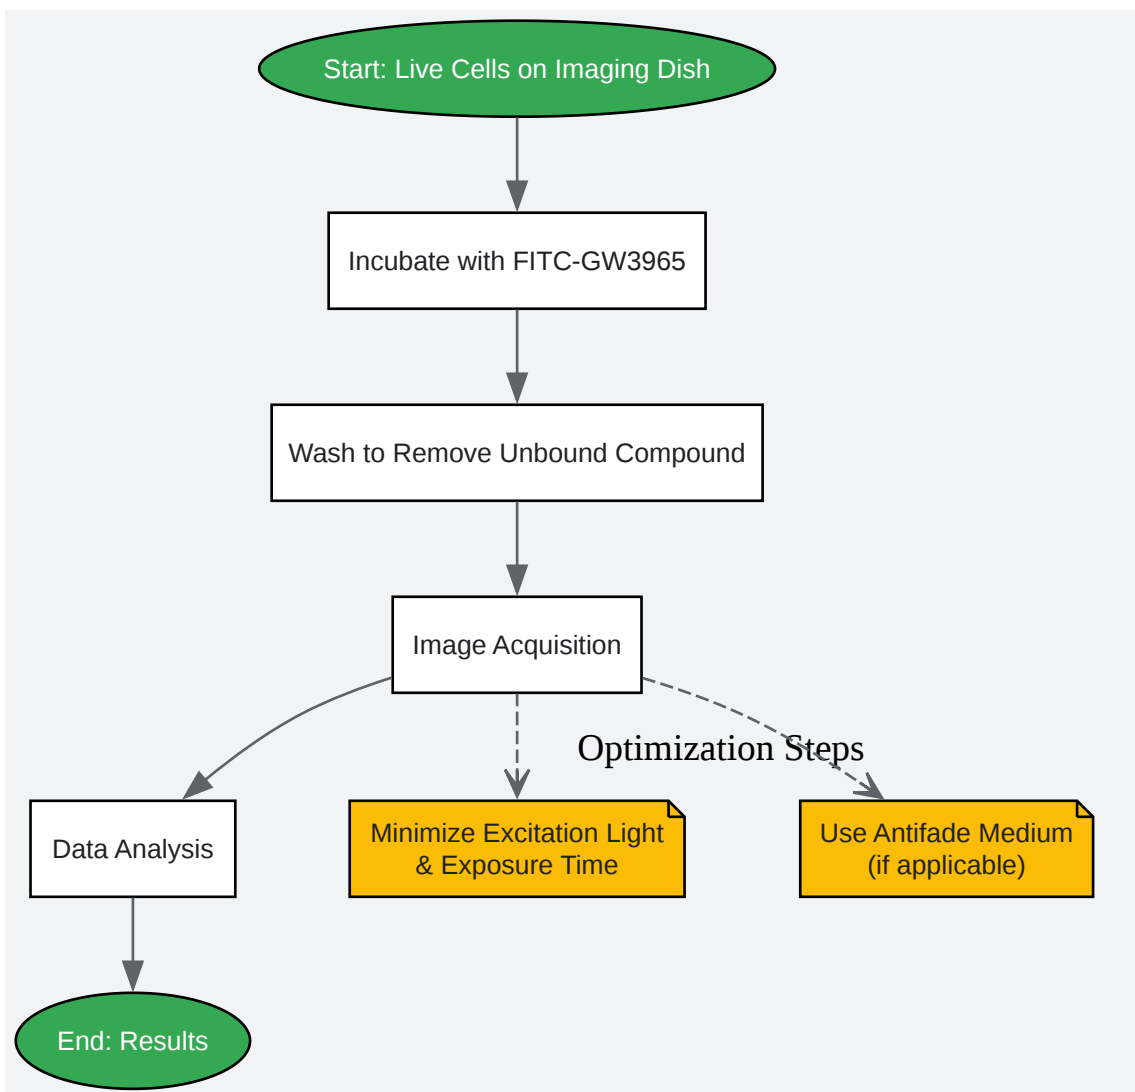 Start: Live Cells on Imaging Dish
Incubate with FITC-GW3965
Wash to Remove Unbound Compound
Image Acquisition
Optimization Steps
Data Analysis
Minimize Excitation Light
& Exposure Time
Use Antifade Medium
(if applicable)
End: Results